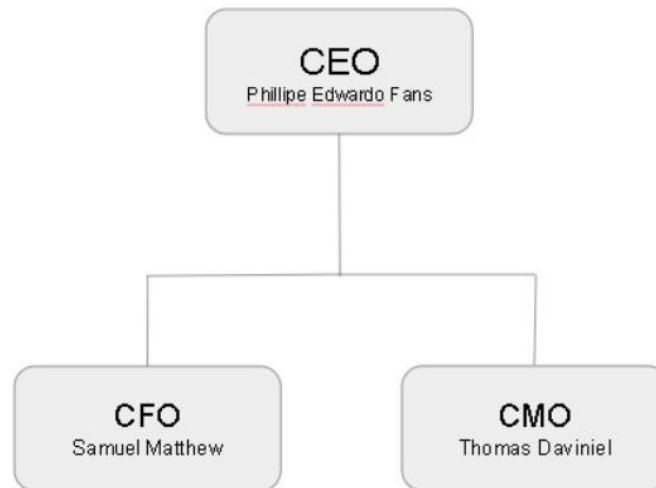 CEO
Phillipe Edwardo Fans
CFO
Samuel Matthew
CMO
Thomas Daviniel